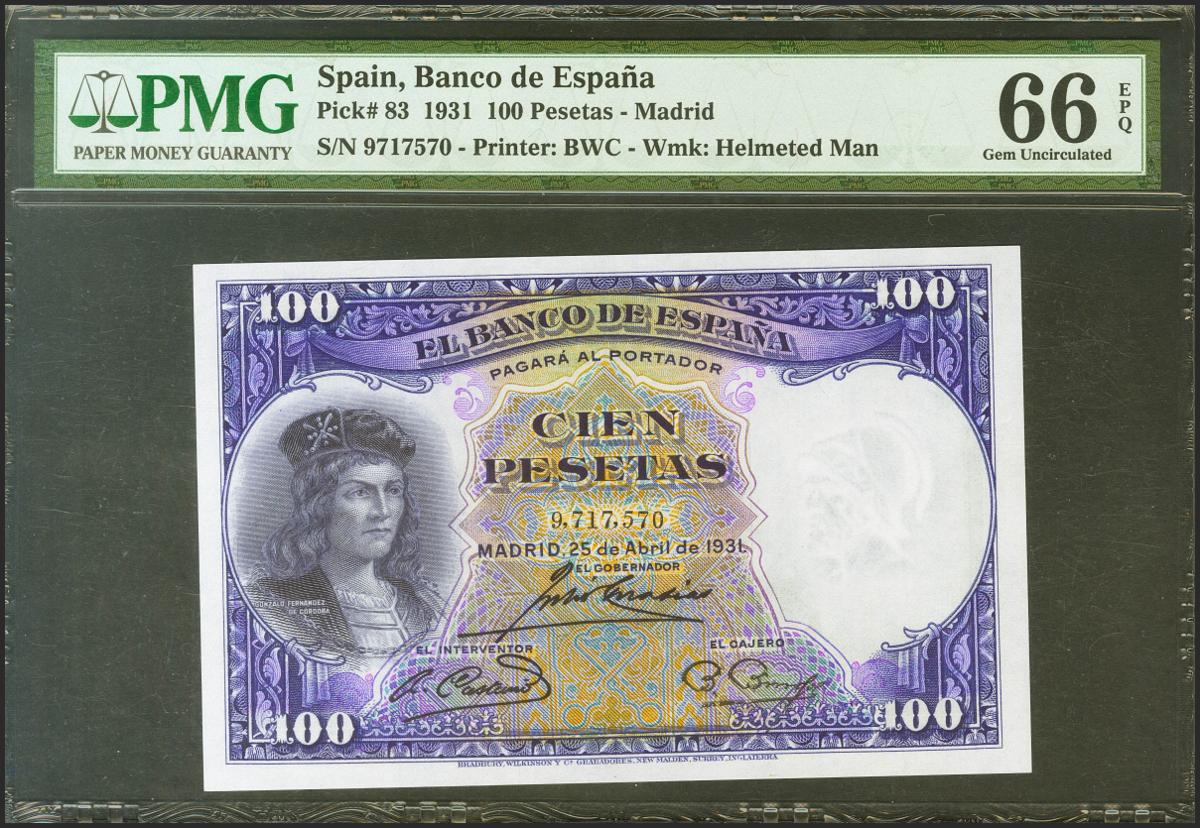 PMG
PAPER MONEY GUARANTY
Spain, Banco de España
Pick# 83 1931 100 Pesetas - Madrid
S/N 9717570 - Printer: BWC - Wmk: Helmeted Man
66
EPQ
Gem Uncirculated
100
100
EL BANCO DE ESPAÑA
PAGARÁ AL PORTADOR
CIEN
PESETAS
9,717,570
MADRID, 25 de Abril de 1931.
EL GOBERNADOR
GONZALO FERNÁNDEZ
DE CÓRDOBA
EL INTERVENTOR
EL CAJERO
100
100
BRADBURY, WILKINSON Y Cª GRABADORES, NEW MALDEN, SURREY, INGLATERRA